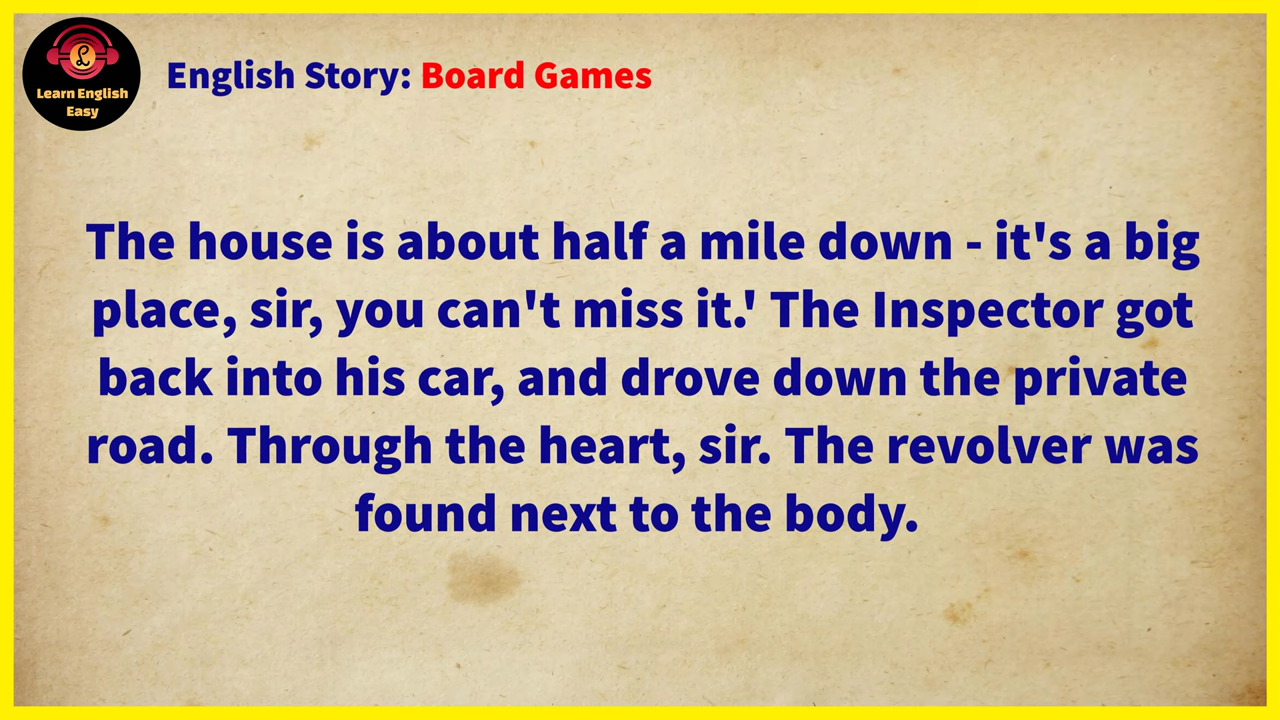 Learn English
Easy
English Story: Board Games
The house is about half a mile down - it's a big
place, sir, you can't miss it.' The Inspector got
back into his car, and drove down the private
road. Through the heart, sir. The revolver was
found next to the body.